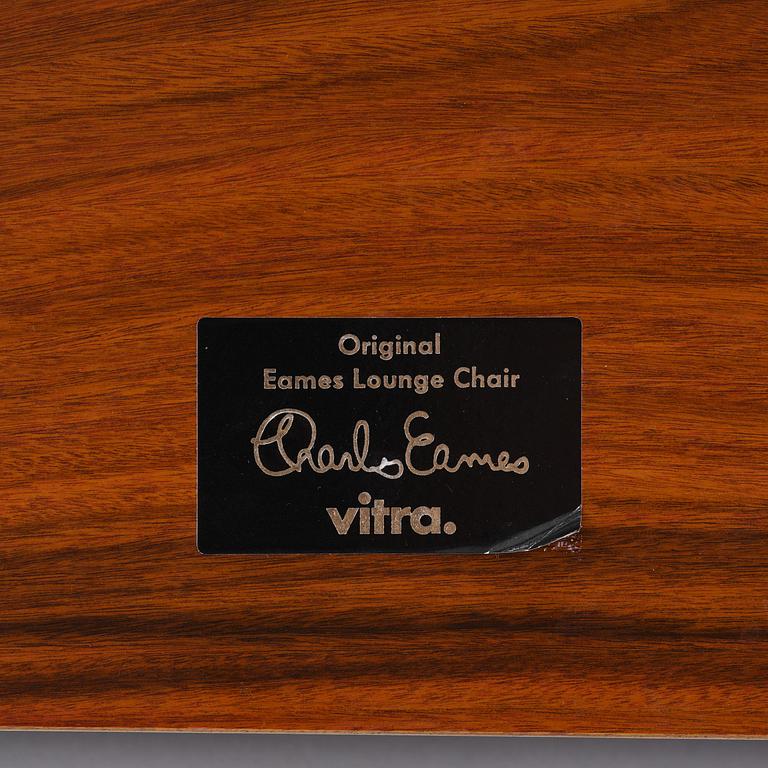 Original
Eames Lounge Chair
Charles Eames
vitra.